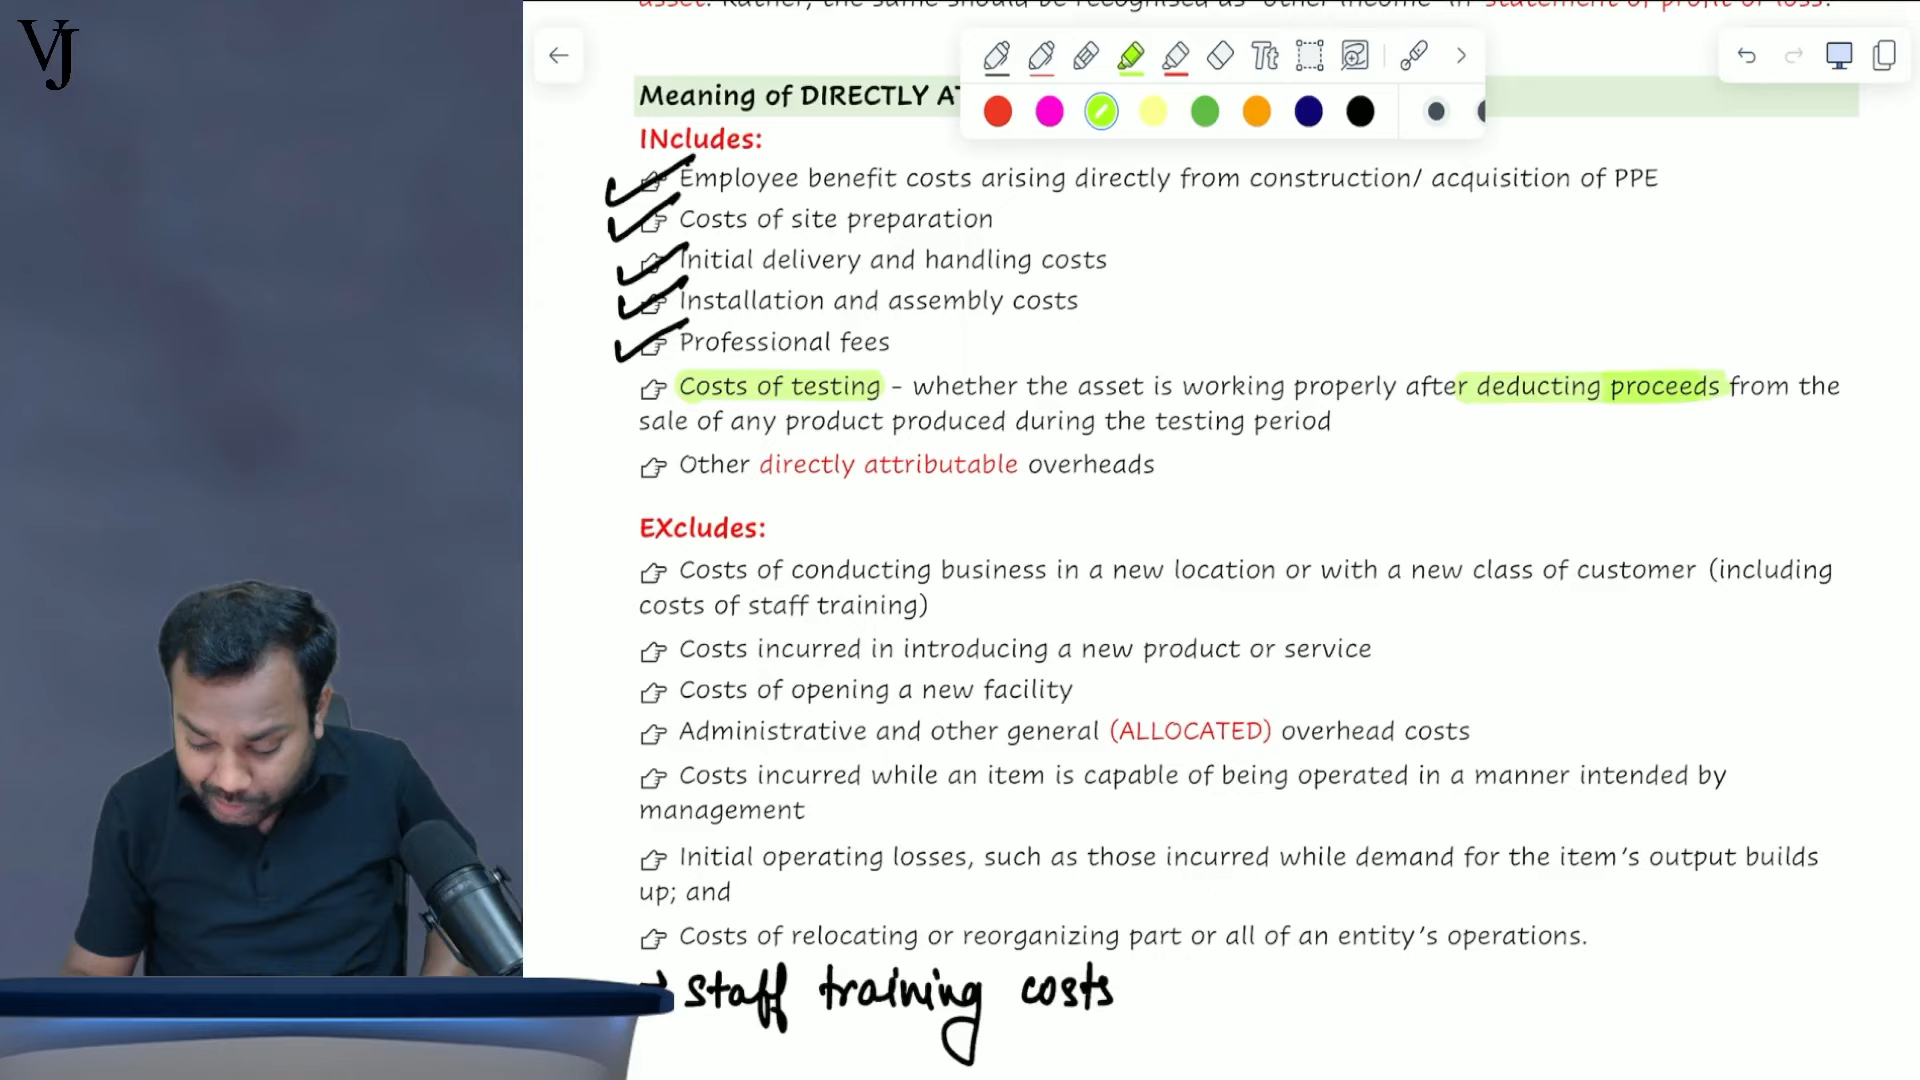 VJ
Meaning of DIRECTLY
INcludes:
Employee benefit costs arising directly from construction/ acquisition of PPE
Costs of site preparation
Initial delivery and handling costs
Installation and assembly costs
Professional fees
Costs of testing - whether the asset is working properly after deducting proceeds from the
sale of any product produced during the testing period
Other directly attributable overheads
EXcludes:
Costs of conducting business in a new location or with a new class of customer (including
costs of staff training)
Costs incurred in introducing a new product or service
Costs of opening a new facility
Administrative and other general (ALLOCATED) overhead costs
Costs incurred while an item is capable of being operated in a manner intended by
management
Initial operating losses, such as those incurred while demand for the item's output builds
up; and
Costs of relocating or reorganizing part or all of an entity's operations.
→ staff training costs